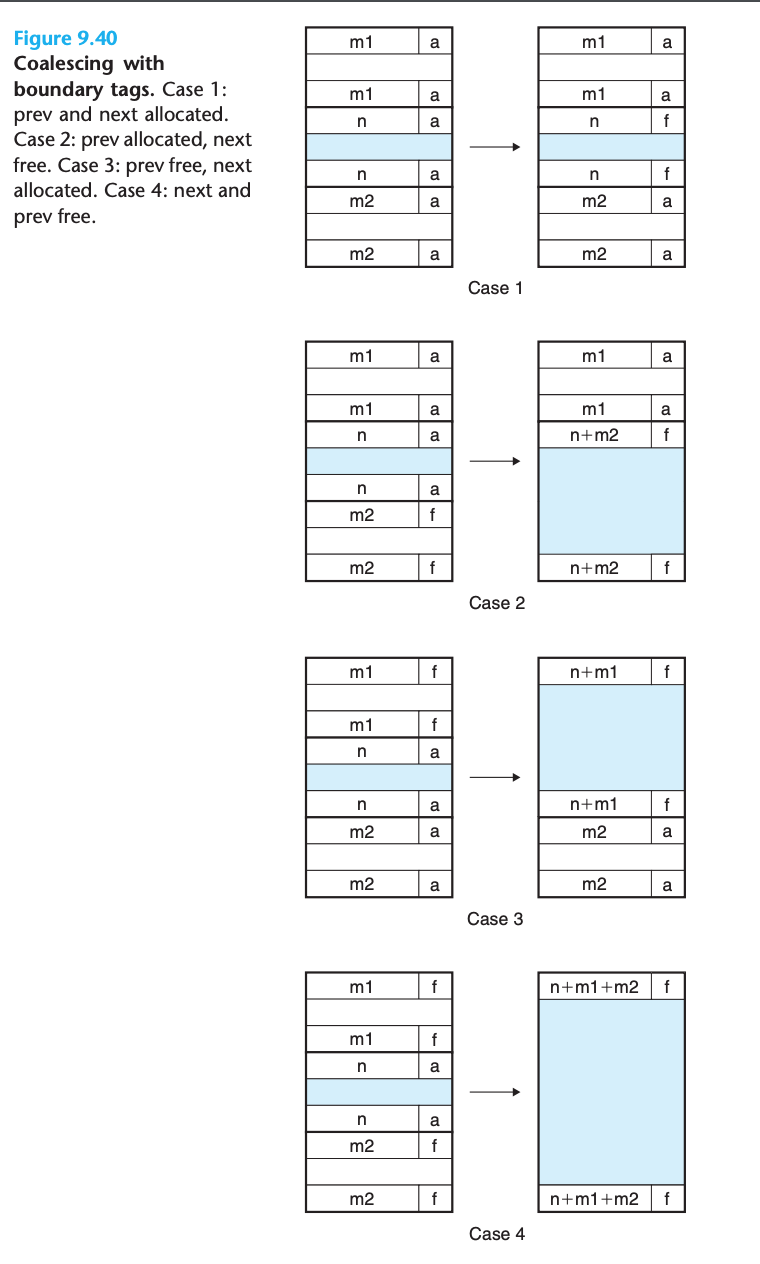 Figure 9.40
Coalescing with
boundary tags. Case 1:
prev and next allocated.
Case 2: prev allocated, next
free. Case 3: prev free, next
allocated. Case 4: next and
prev free.
m1 a m1 a
m1 a m1 a
n a n f
n a n f
m2 a m2 a
m2 a m2 a
Case 1
m1 a m1 a
m1 a m1 a
n a n+m2 f
n a
m2 f
m2 f n+m2 f
Case 2
m1 f n+m1 f
m1 f
n a
n a n+m1 f
m2 a m2 a
m2 a m2 a
Case 3
m1 f n+m1+m2 f
m1 f
n a
n a
m2 f
m2 f n+m1+m2 f
Case 4